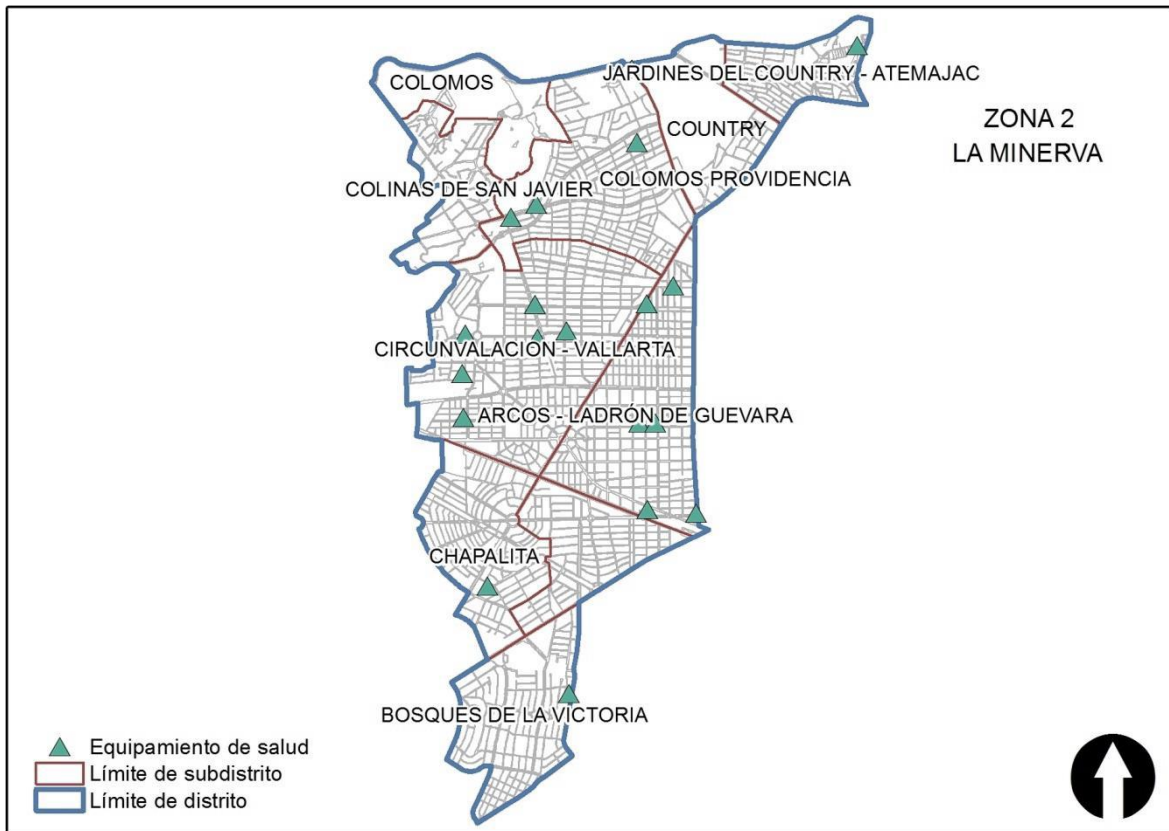 COLOMOS
JARDINES DEL COUNTRY - ATEMAJAC
ZONA 2
LA MINERVA
COUNTRY
COLOMOS PROVIDENCIA
COLINAS DE SAN JAVIER
CIRCUNVALACION - VALLARTA
ARCOS - LADRÓN DE GUEVARA
CHAPALITA
BOSQUES DE LA VICTORIA
Equipamiento de salud
Límite de subdistrito
Límite de distrito